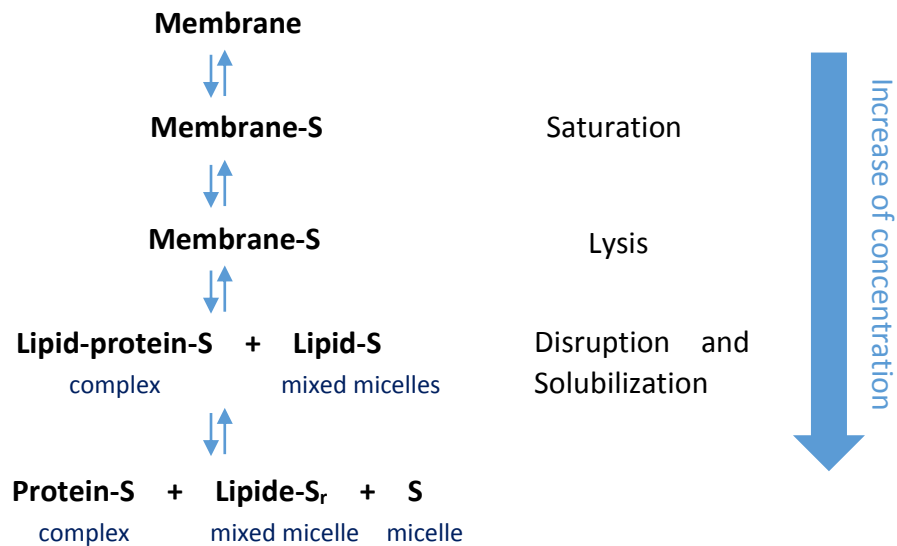 Membrane
Membrane-S Saturation
Membrane-S Lysis
Lipid-protein-S + Lipid-S Disruption and
complex mixed micelles Solubilization
Protein-S + Lipide-Sᵣ + S
complex mixed micelle micelle
Increase of concentration